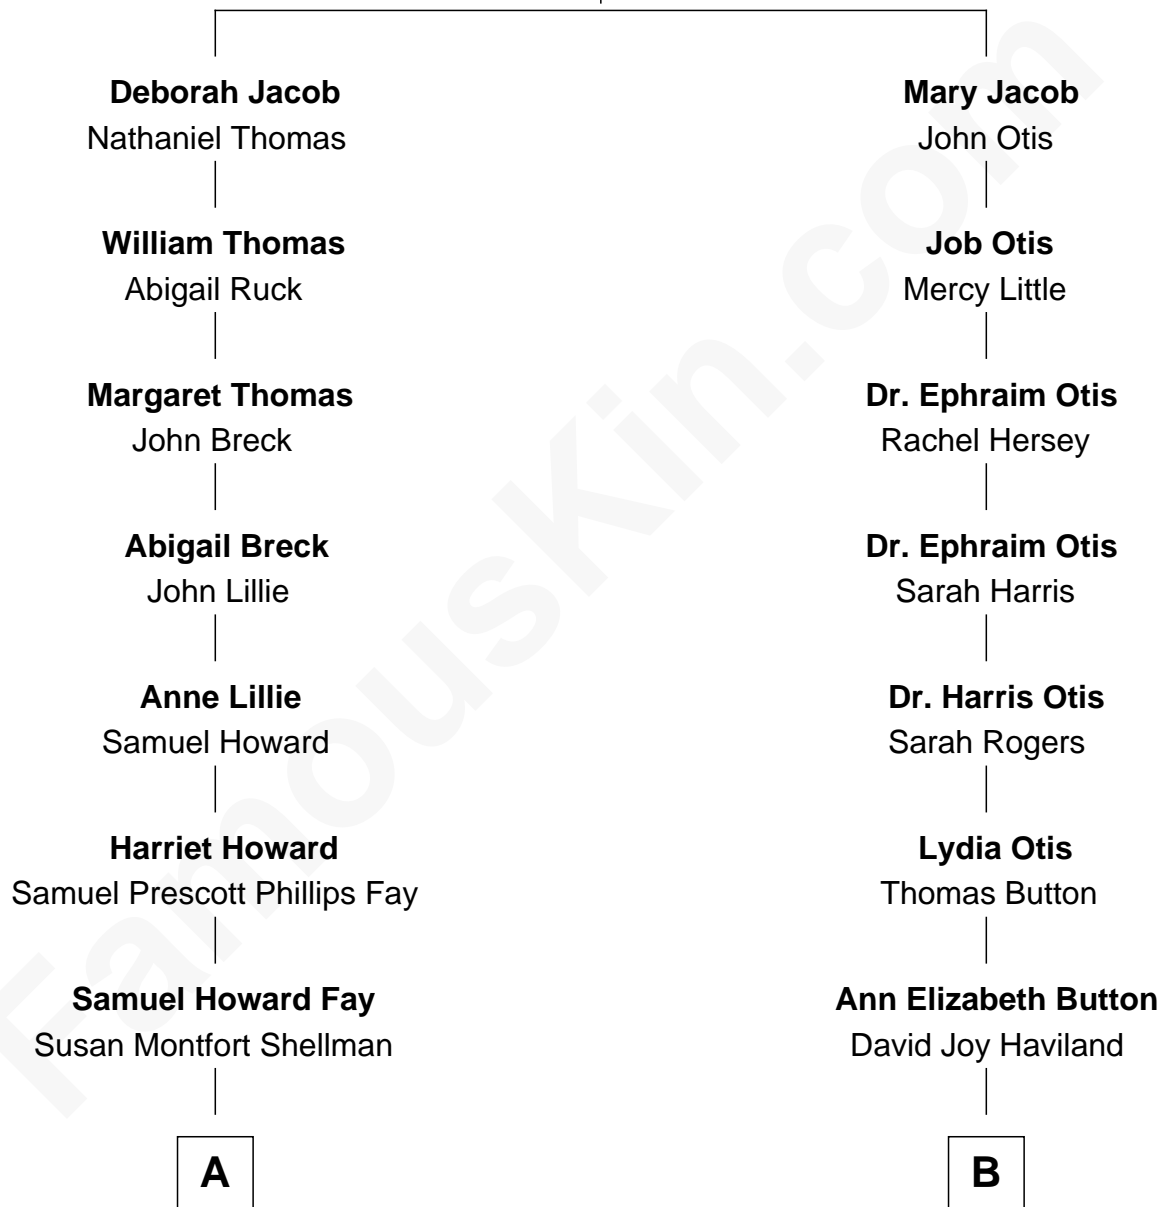 Deborah Jacob
Nathaniel Thomas
William Thomas
Abigail Ruck
Margaret Thomas
John Breck
Abigail Breck
John Lillie
Anne Lillie
Samuel Howard
Harriet Howard
Samuel Prescott Phillips Fay
Samuel Howard Fay
Susan Montfort Shellman
A
Mary Jacob
John Otis
Job Otis
Mercy Little
Dr. Ephraim Otis
Rachel Hersey
Dr. Ephraim Otis
Sarah Harris
Dr. Harris Otis
Sarah Rogers
Lydia Otis
Thomas Button
Ann Elizabeth Button
David Joy Haviland
B
FamousKin.com